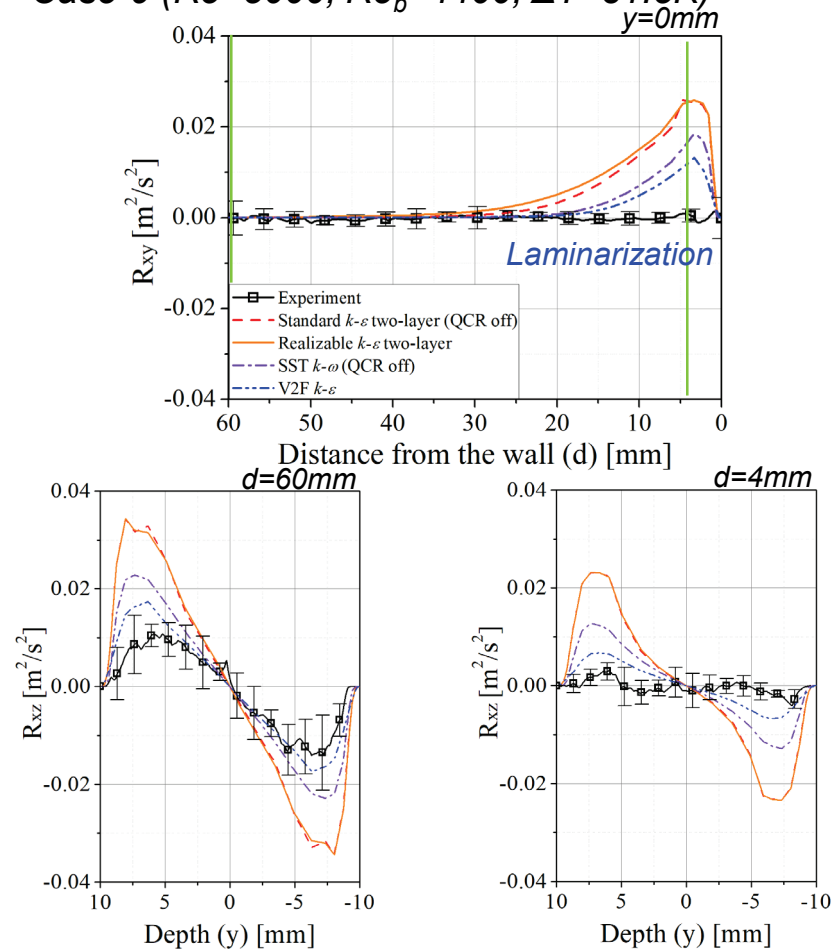 y=0mm
0.04
0.02
0.00
-0.02
-0.04
Rxy [m²/s²]
Laminarization
Experiment
Standard k-ε two-layer (QCR off)
Realizable k-ε two-layer
SST k-ω (QCR off)
V2F k-ε
60 50 40 30 20 10 0
Distance from the wall (d) [mm]
d=60mm
0.04
0.02
0.00
-0.02
-0.04
Rxz [m²/s²]
10 5 0 -5 -10
Depth (y) [mm]
d=4mm
0.04
0.02
0.00
-0.02
-0.04
Rxz [m²/s²]
10 5 0 -5 -10
Depth (y) [mm]